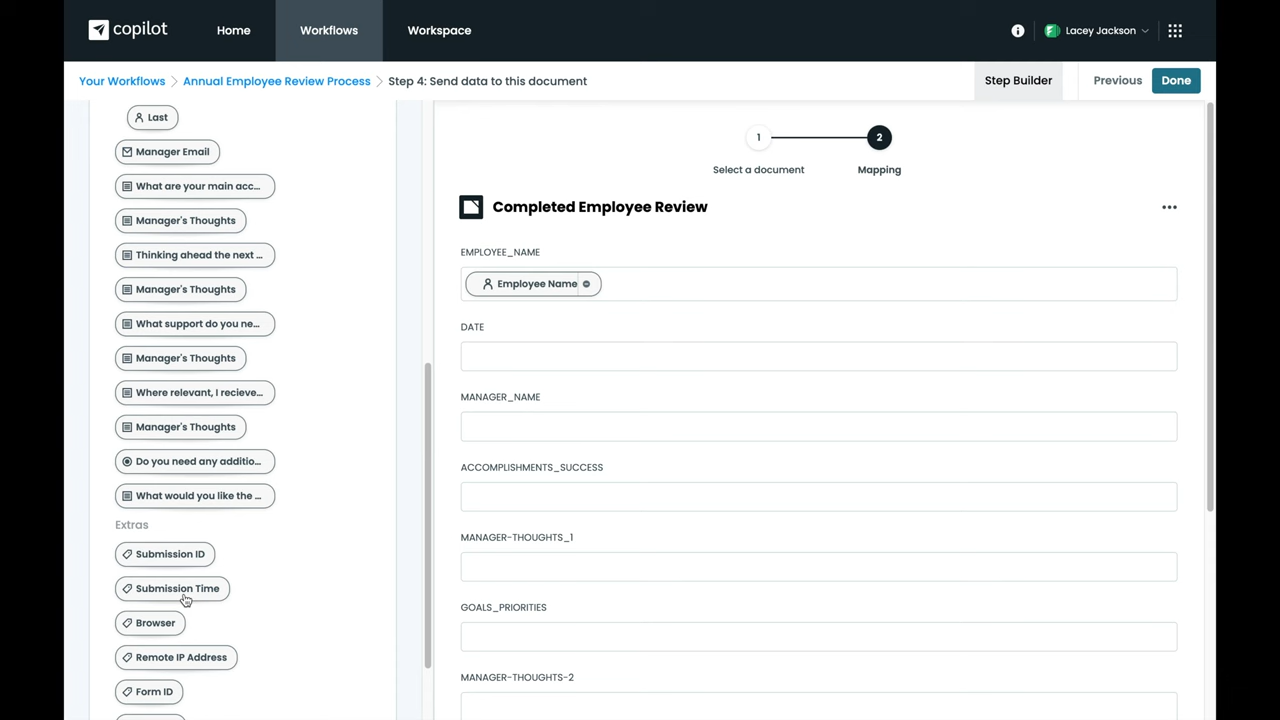 copilot
Home
Workflows
Workspace
Lacey Jackson
Your Workflows
Annual Employee Review Process
Step 4: Send data to this document
Step Builder
Previous
Done
Last
Manager Email
What are your main acc...
Manager's Thoughts
Thinking ahead the next ...
Manager's Thoughts
What support do you ne...
Manager's Thoughts
Where relevant, I recieve...
Manager's Thoughts
Do you need any additio...
What would you like the ...
Extras
Submission ID
Submission Time
Browser
Remote IP Address
Form ID
1
2
Select a document
Mapping
Completed Employee Review
EMPLOYEE_NAME
Employee Name
DATE
MANAGER_NAME
ACCOMPLISHMENTS_SUCCESS
MANAGER-THOUGHTS_1
GOALS_PRIORITIES
MANAGER-THOUGHTS-2